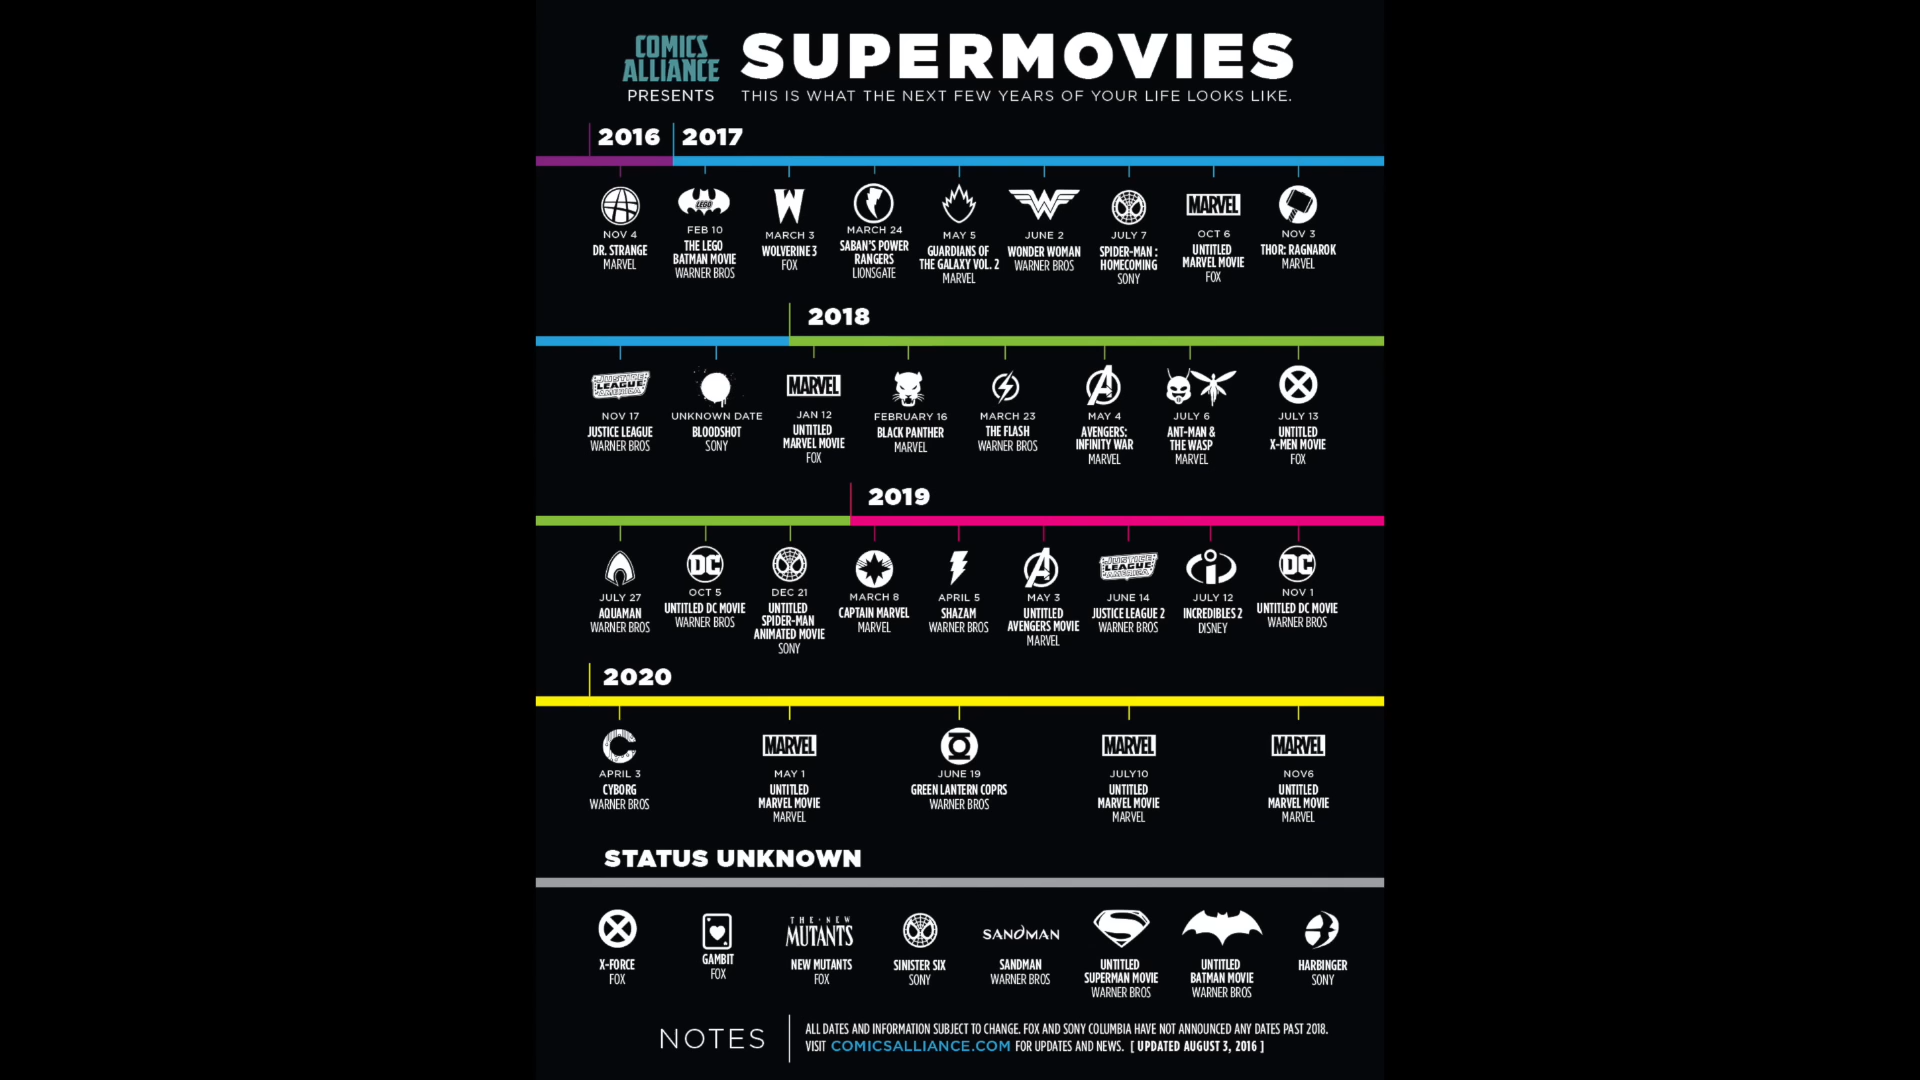 COMICS
ALLIANCE
PRESENTS
SUPERMOVIES
THIS IS WHAT THE NEXT FEW YEARS OF YOUR LIFE LOOKS LIKE.
2016
2017
NOV 4
DR. STRANGE
MARVEL
LEGO
FEB 10
THE LEGO
BATMAN MOVIE
WARNER BROS
W
MARCH 3
WOLVERINE 3
FOX
MARCH 24
SABAN'S POWER
RANGERS
LIONSGATE
MAY 5
GUARDIANS OF
THE GALAXY VOL. 2
MARVEL
JUNE 2
WONDER WOMAN
WARNER BROS
JULY 7
SPIDER-MAN :
HOMECOMING
SONY
MARVEL
OCT 6
UNTITLED
MARVEL MOVIE
FOX
NOV 3
THOR: RAGNAROK
MARVEL
2018
JUSTICE
LEAGUE
AMERICA
NOV 17
JUSTICE LEAGUE
WARNER BROS
UNKNOWN DATE
BLOODSHOT
SONY
MARVEL
JAN 12
UNTITLED
MARVEL MOVIE
FOX
FEBRUARY 16
BLACK PANTHER
MARVEL
MARCH 23
THE FLASH
WARNER BROS
A
MAY 4
AVENGERS:
INFINITY WAR
MARVEL
JULY 6
ANT-MAN &
THE WASP
MARVEL
X
JULY 13
UNTITLED
X-MEN MOVIE
FOX
2019
JULY 27
AQUAMAN
WARNER BROS
DC
OCT 5
UNTITLED DC MOVIE
WARNER BROS
DEC 21
UNTITLED
SPIDER-MAN
ANIMATED MOVIE
SONY
MARCH 8
CAPTAIN MARVEL
MARVEL
APRIL 5
SHAZAM
WARNER BROS
A
MAY 3
UNTITLED
AVENGERS MOVIE
MARVEL
JUSTICE
LEAGUE
AMERICA
JUNE 14
JUSTICE LEAGUE 2
WARNER BROS
JULY 12
INCREDIBLES 2
DISNEY
DC
NOV 1
UNTITLED DC MOVIE
WARNER BROS
2020
C
APRIL 3
CYBORG
WARNER BROS
MARVEL
MAY 1
UNTITLED
MARVEL MOVIE
MARVEL
JUNE 19
GREEN LANTERN COPRS
WARNER BROS
MARVEL
JULY10
UNTITLED
MARVEL MOVIE
MARVEL
MARVEL
NOV6
UNTITLED
MARVEL MOVIE
MARVEL
STATUS UNKNOWN
X
X-FORCE
FOX
GAMBIT
FOX
THE · NEW
MUTANTS
NEW MUTANTS
FOX
SINISTER SIX
SONY
SANDMAN
SANDMAN
WARNER BROS
S
UNTITLED
SUPERMAN MOVIE
WARNER BROS
UNTITLED
BATMAN MOVIE
WARNER BROS
HARBINGER
SONY
NOTES
ALL DATES AND INFORMATION SUBJECT TO CHANGE. FOX AND SONY COLUMBIA HAVE NOT ANNOUNCED ANY DATES PAST 2018.
VISIT COMICSALLIANCE.COM FOR UPDATES AND NEWS. [ UPDATED AUGUST 3, 2016 ]